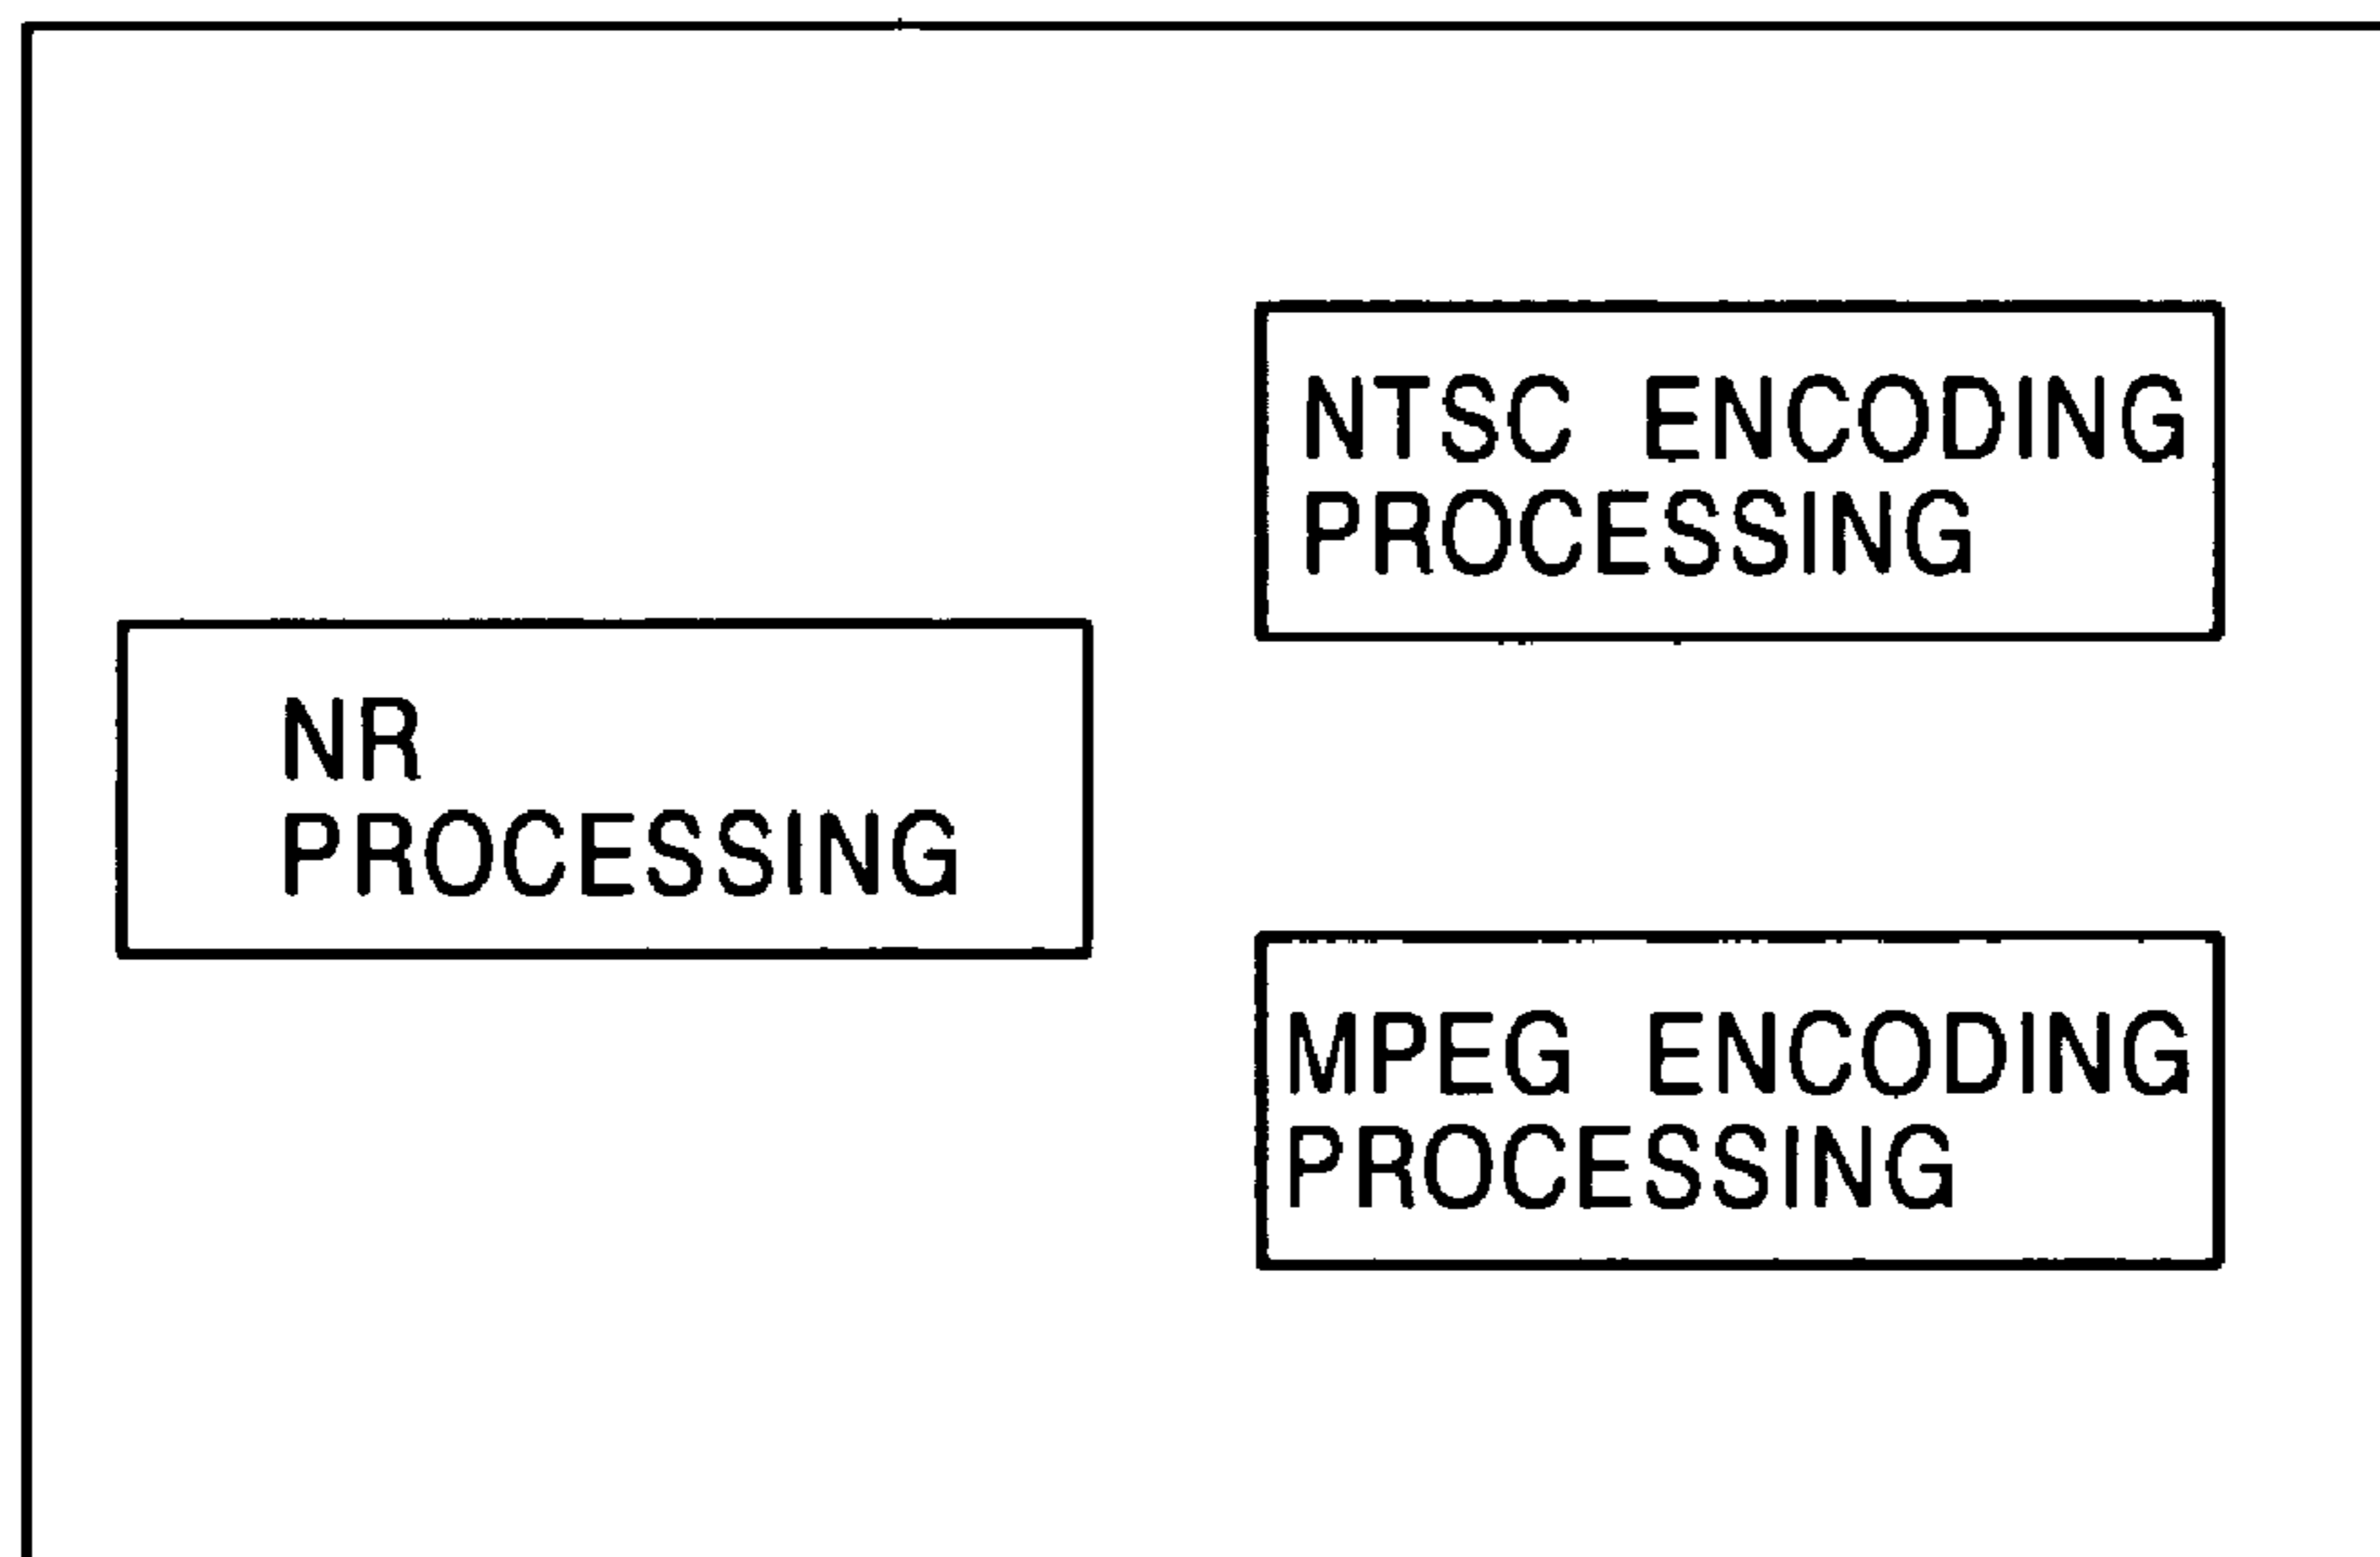 NTSC ENCODING
PROCESSING
NR
PROCESSING
MPEG ENCODING
PROCESSING